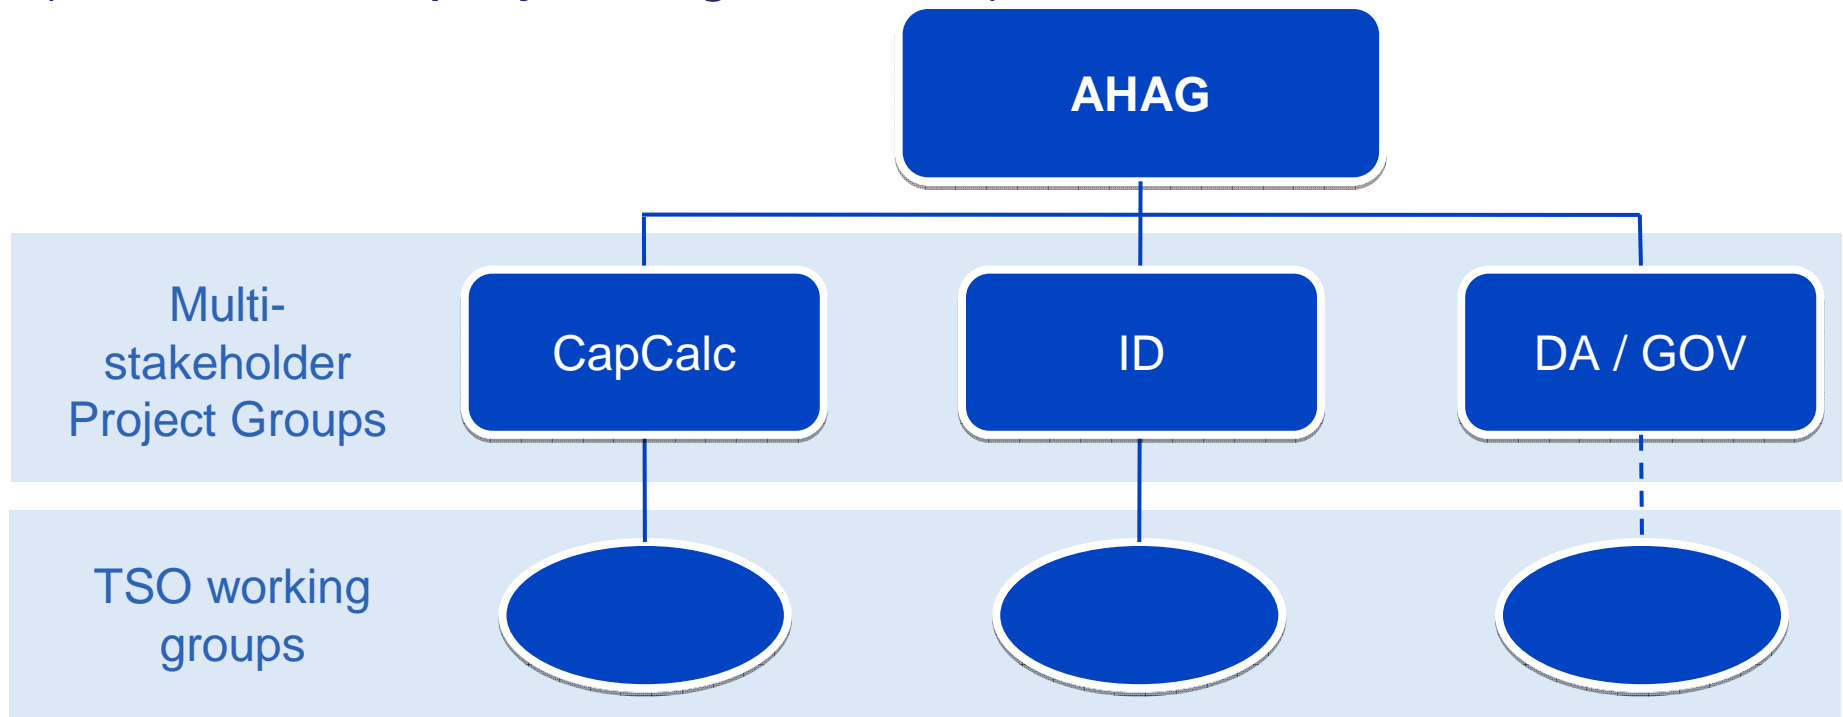 AHAG
Multi-
stakeholder
Project Groups
CapCalc
ID
DA / GOV
TSO working
groups